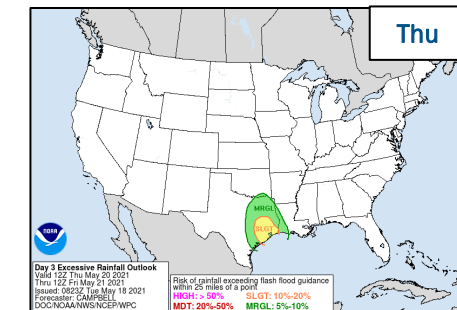 Thu
MRGL
SLGT
NOAA
Day 3 Excessive Rainfall Outlook
Valid 12Z Thu May 20 2021
Thru 12Z Fri May 21 2021
Issued: 0823Z Tue May 18 2021
Forecaster: CAMPBELL
DOC/NOAA/NWS/NCEP/WPC
Risk of rainfall exceeding flash flood guidance
within 25 miles of a point
HIGH: > 50% SLGT: 10%-20%
MDT: 20%-50% MRGL: 5%-10%